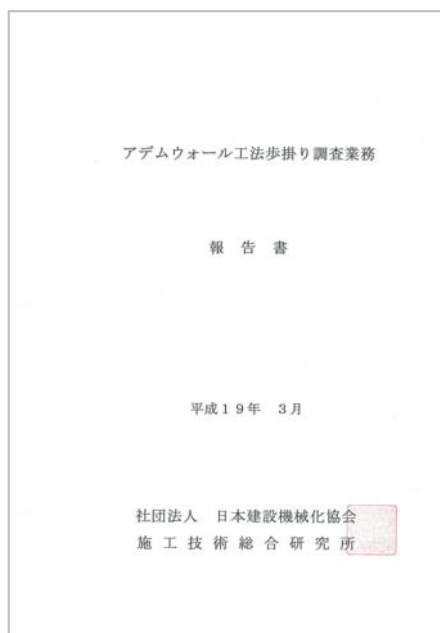 アデムウォール工法歩掛り調査業務
報 告 書
平成19年 3月
社団法人 日本建設機械化協会
施 工 技 術 総 合 研 究 所